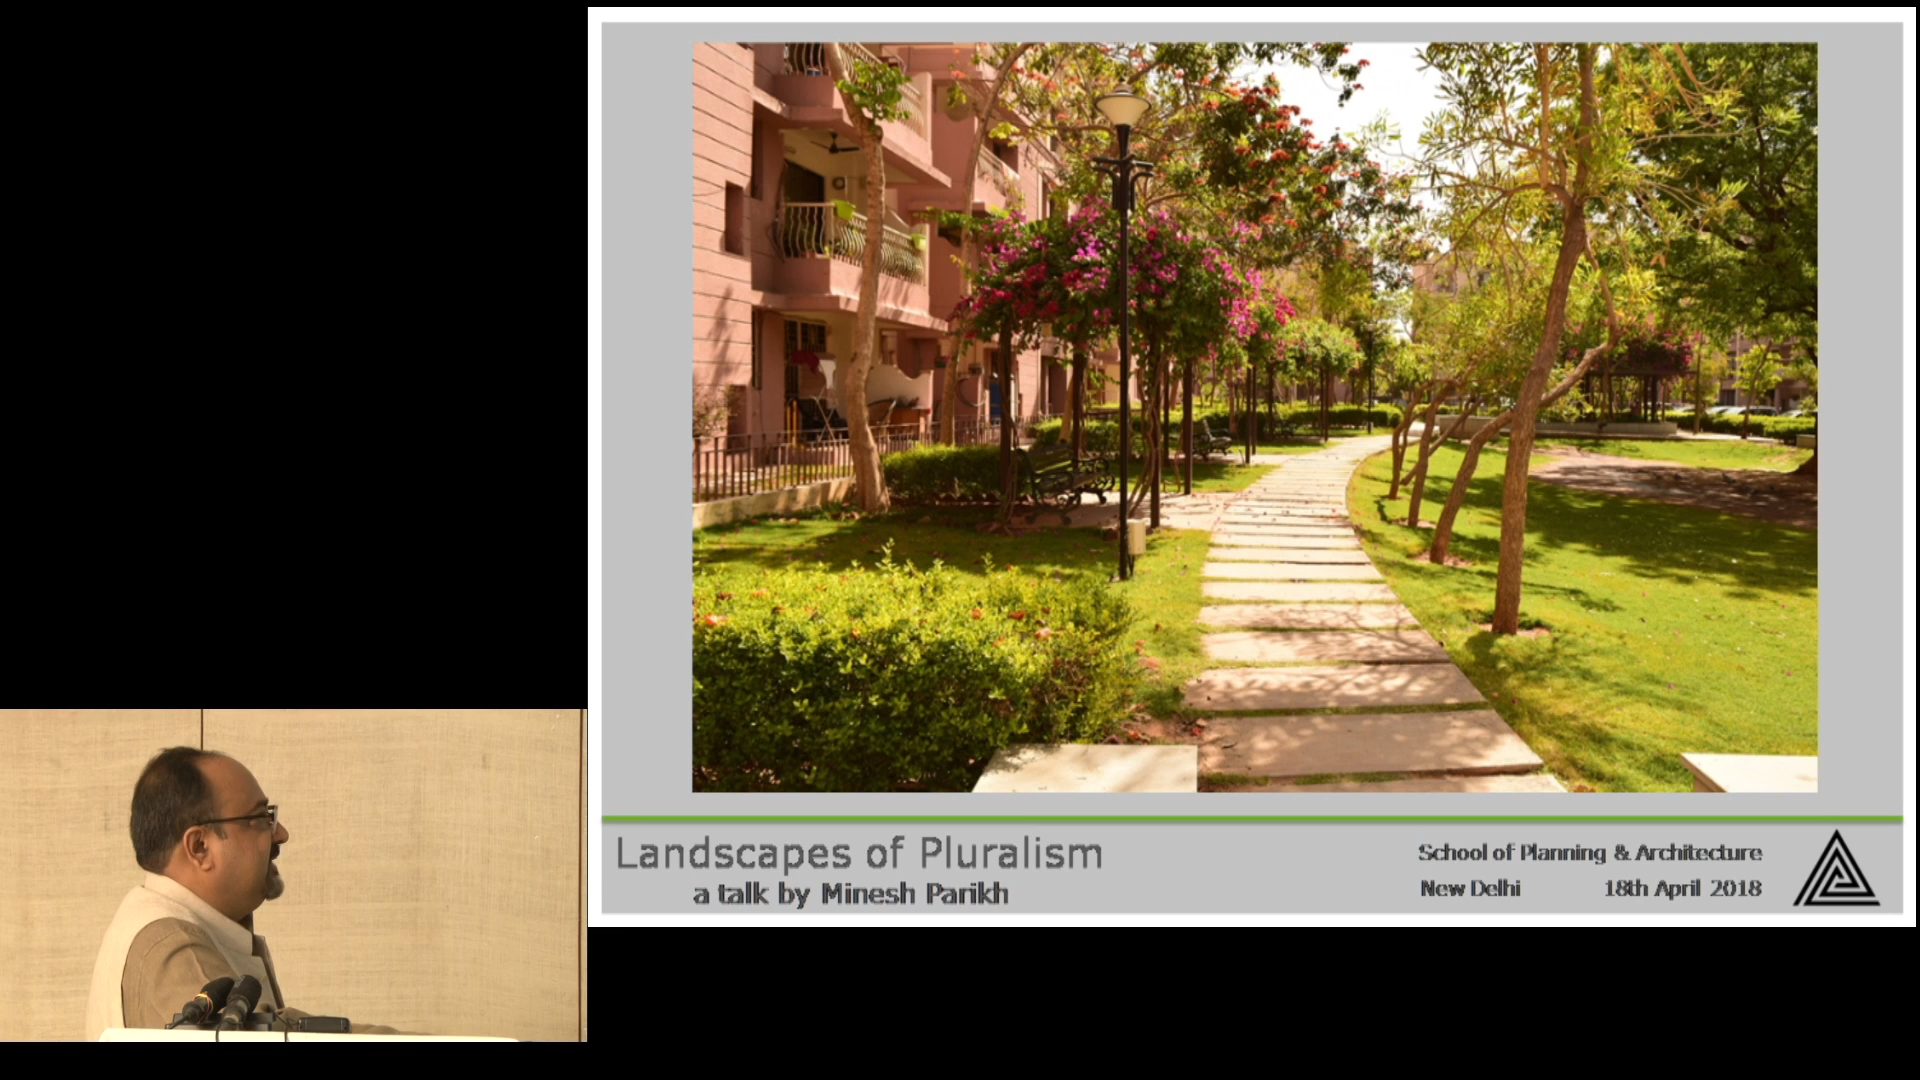 Landscapes of Pluralism
a talk by Minesh Parikh
School of Planning & Architecture
New Delhi 18th April 2018